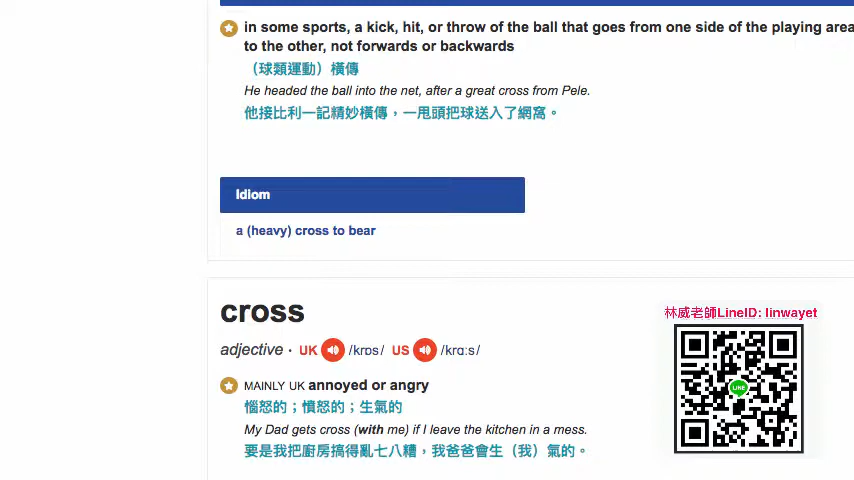 in some sports, a kick, hit, or throw of the ball that goes from one side of the playing area
to the other, not forwards or backwards
（球類運動）橫傳
He headed the ball into the net, after a great cross from Pele.
他接比利一記精妙橫傳，一甩頭把球送入了網窩。
Idiom
a (heavy) cross to bear
cross
adjective · UK /krɒs/ US /krɑːs/
MAINLY UK annoyed or angry
惱怒的；憤怒的；生氣的
My Dad gets cross (with me) if I leave the kitchen in a mess.
要是我把廚房搞得亂七八糟，我爸爸會生（我）氣的。
林威老師LineID: linwayet
LINE